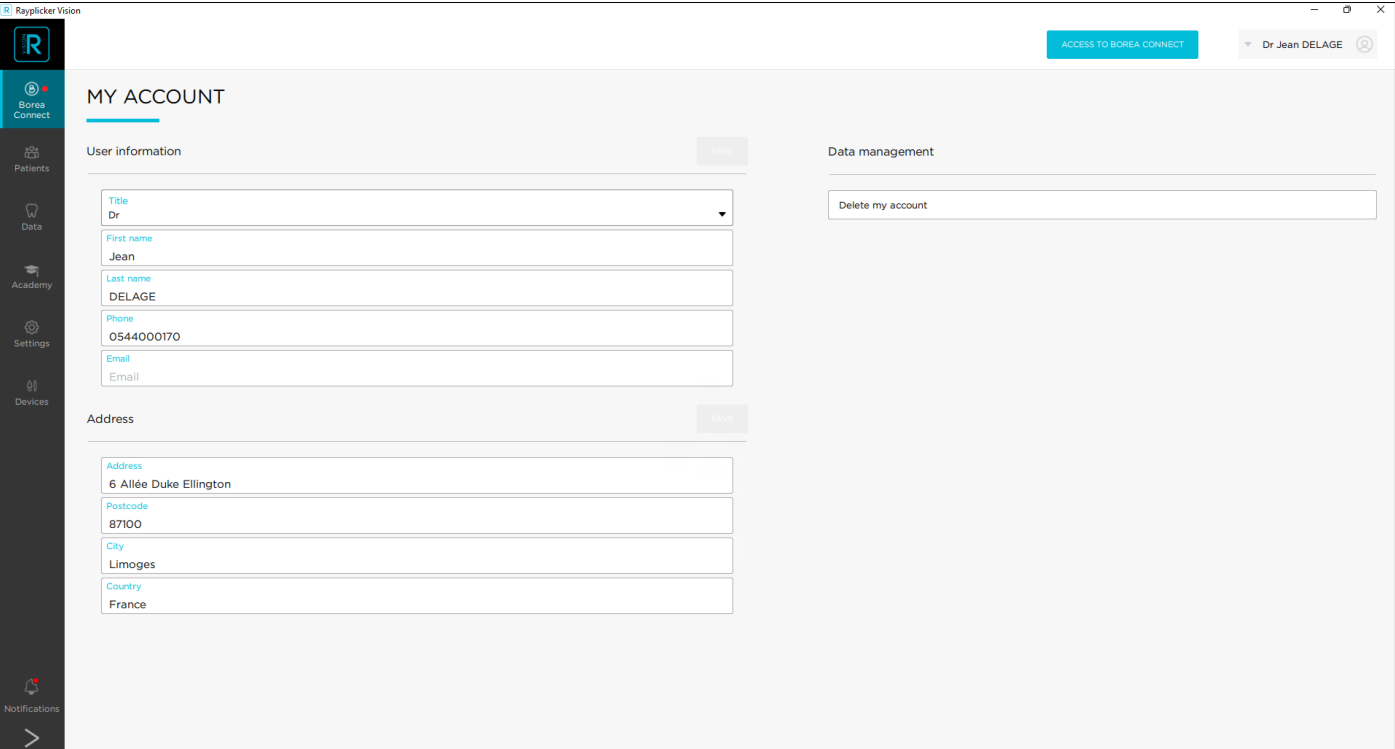 R Rayplicker Vision
VISION R
ACCESS TO BOREA CONNECT
Dr Jean DELAGE
Borea
Connect
Patients
Data
Academy
Settings
Devices
Notifications
MY ACCOUNT
User information
SAVE
Title
Dr
First name
Jean
Last name
DELAGE
Phone
0544000170
Email
Email
Address
SAVE
Address
6 Allée Duke Ellington
Postcode
87100
City
Limoges
Country
France
Data management
Delete my account